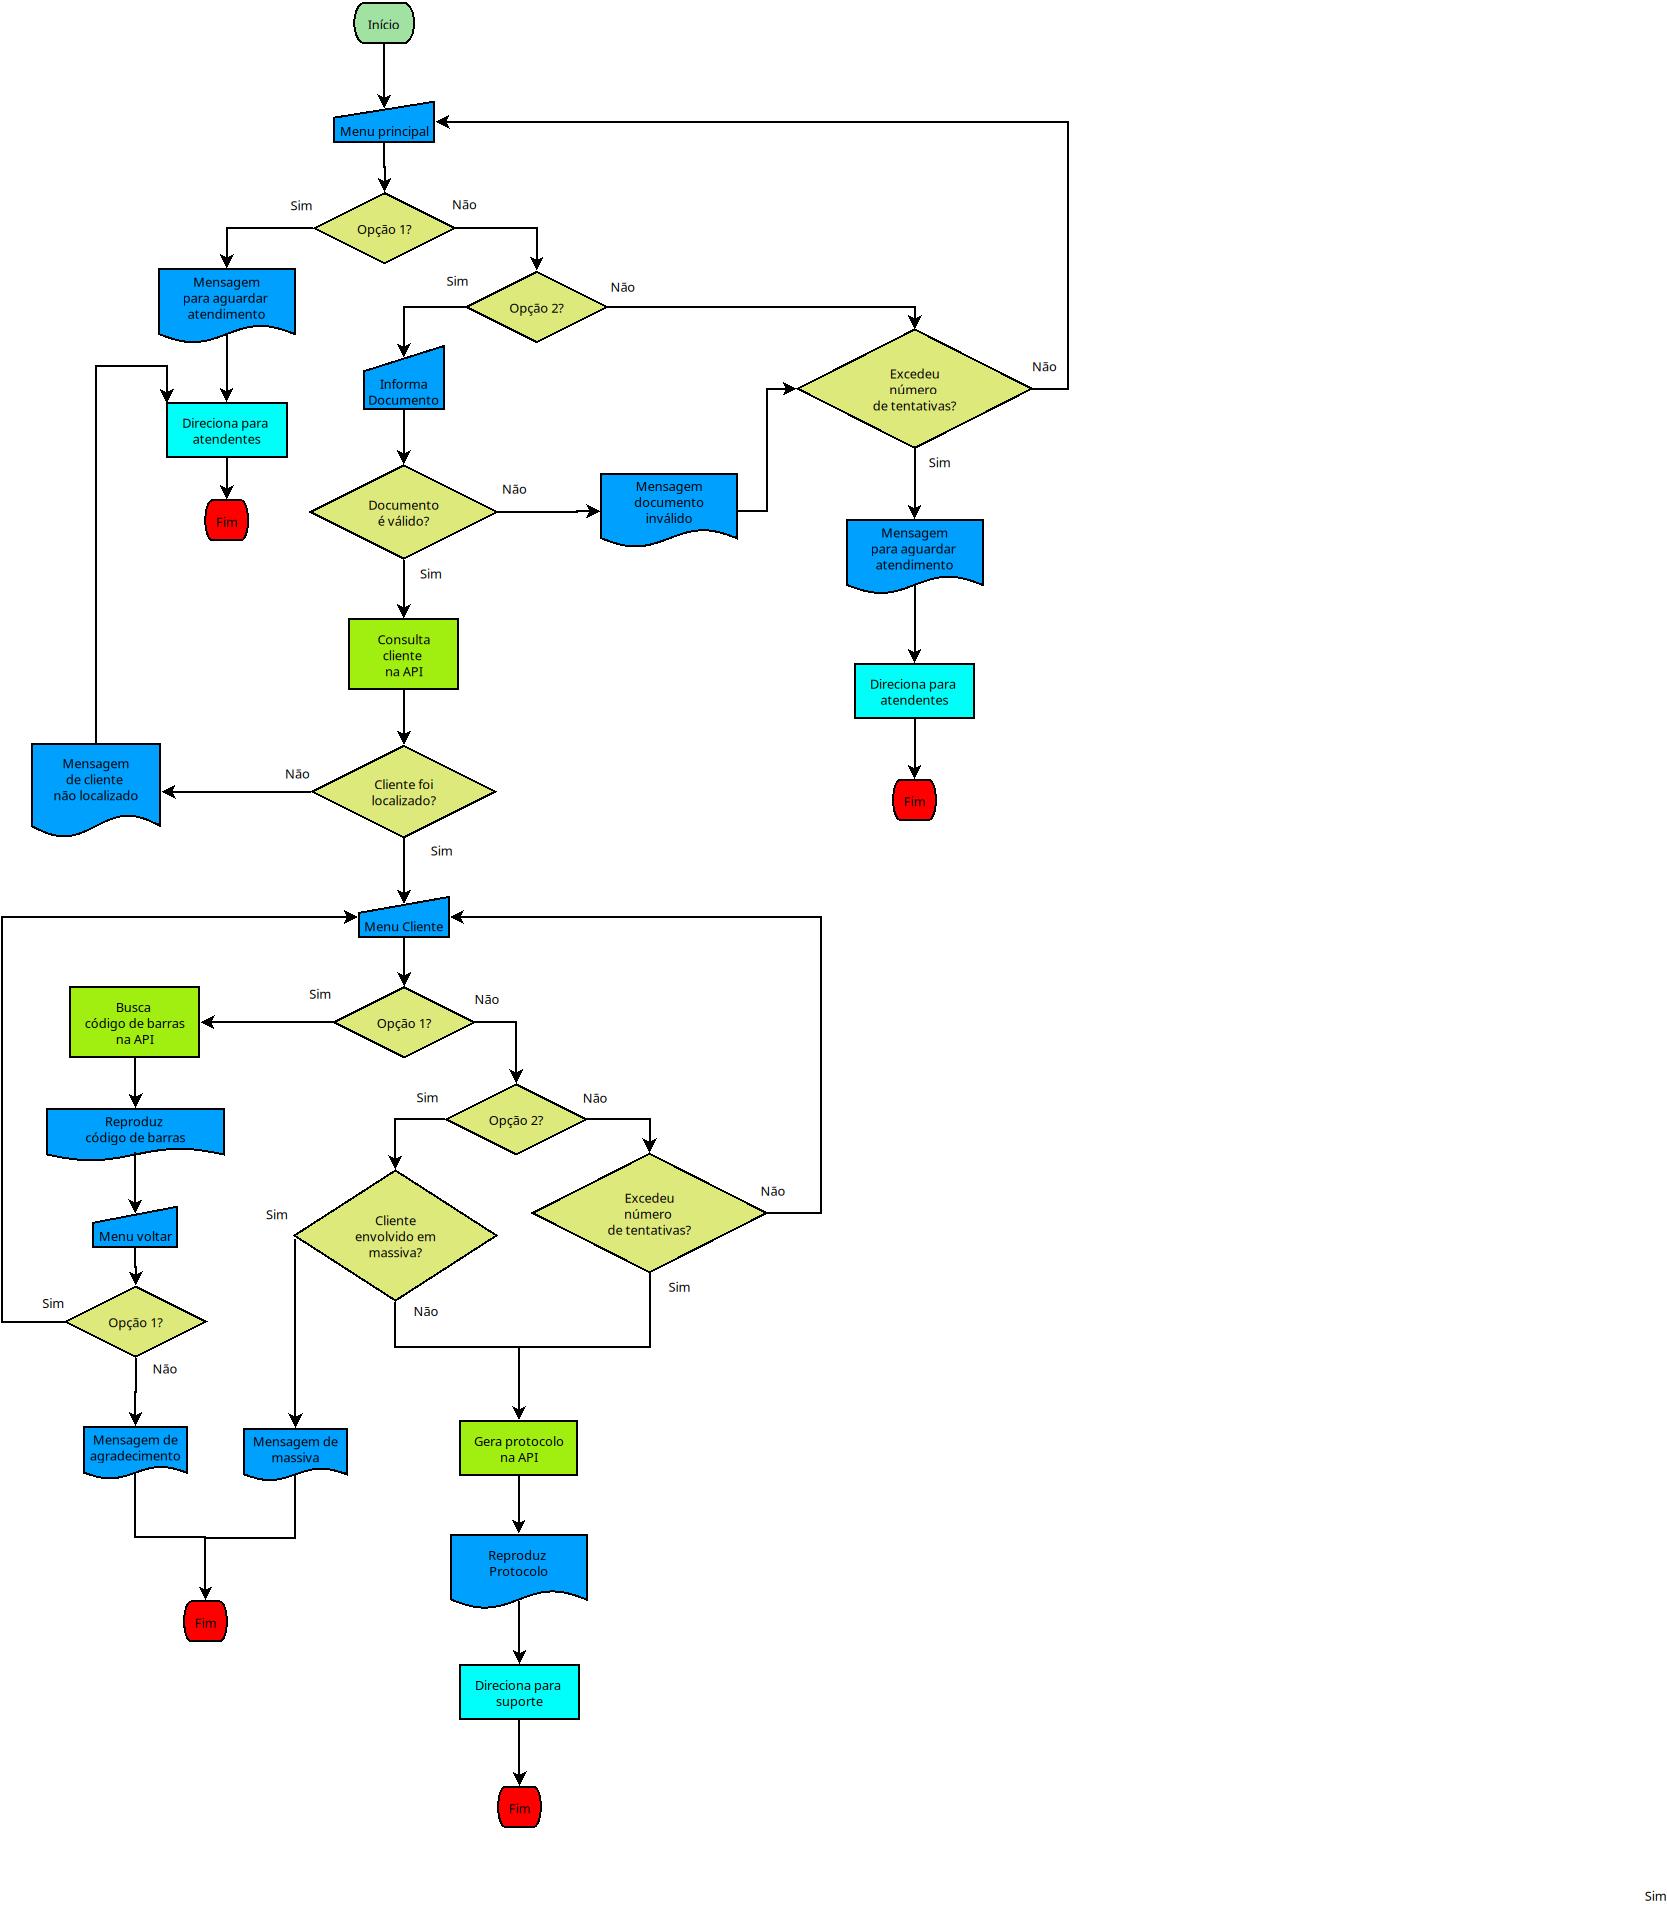 Início
Menu principal
Sim
Não
Opção 1?
Mensagem
para aguardar
atendimento
Sim
Não
Opção 2?
Informa
Documento
Excedeu
número
de tentativas?
Não
Direciona para
atendentes
Sim
Fim
Documento
é válido?
Não
Mensagem
documento
inválido
Mensagem
para aguardar
atendimento
Sim
Consulta
cliente
na API
Direciona para
atendentes
Mensagem
de cliente
não localizado
Não
Cliente foi
localizado?
Fim
Sim
Menu Cliente
Busca
código de barras
na API
Sim
Não
Opção 1?
Reproduz
código de barras
Sim
Não
Opção 2?
Menu voltar
Sim
Cliente
envolvido em
massiva?
Excedeu
número
de tentativas?
Não
Sim
Sim
Opção 1?
Não
Não
Mensagem de
agradecimento
Mensagem de
massiva
Gera protocolo
na API
Reproduz
Protocolo
Fim
Direciona para
suporte
Fim
Sim